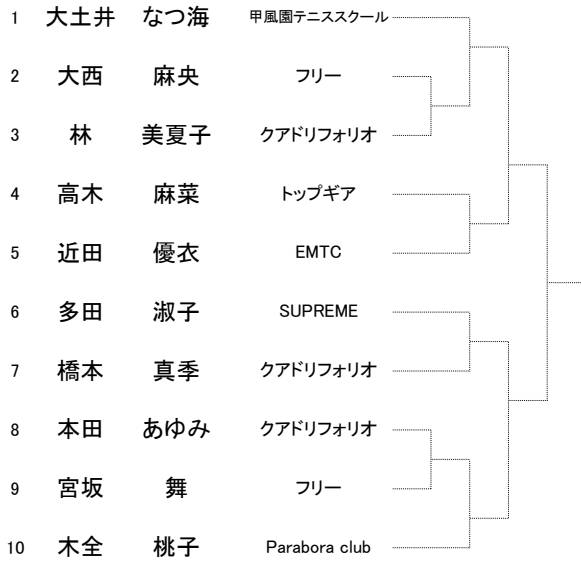 1 大土井 なつ海 甲風園テニススクール
2 大西 麻央 フリー
3 林 美夏子 クアドリフォリオ
4 高木 麻菜 トップギア
5 近田 優衣 EMTC
6 多田 淑子 SUPREME
7 橋本 真季 クアドリフォリオ
8 本田 あゆみ クアドリフォリオ
9 宮坂 舞 フリー
10 木全 桃子 Parabora club